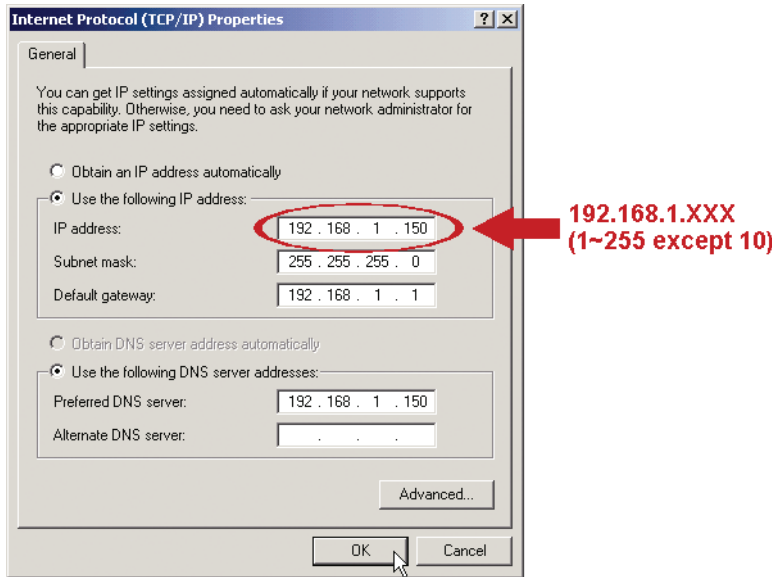 Internet Protocol (TCP/IP) Properties
General
You can get IP settings assigned automatically if your network supports
this capability. Otherwise, you need to ask your network administrator for
the appropriate IP settings.
Obtain an IP address automatically
Use the following IP address:
IP address: 192 . 168 . 1 . 150
Subnet mask: 255 . 255 . 255 . 0
Default gateway: 192 . 168 . 1 . 1
192.168.1.XXX
(1~255 except 10)
Obtain DNS server address automatically
Use the following DNS server addresses:
Preferred DNS server: 192 . 168 . 1 . 150
Alternate DNS server: . . .
Advanced...
OK Cancel